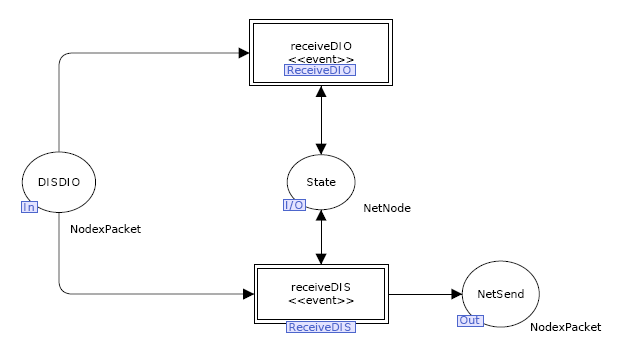 receiveDIO
<<event>>
ReceiveDIO
DISDIO
In
NodexPacket
State
I/O
NetNode
receiveDIS
<<event>>
ReceiveDIS
NetSend
Out
NodexPacket